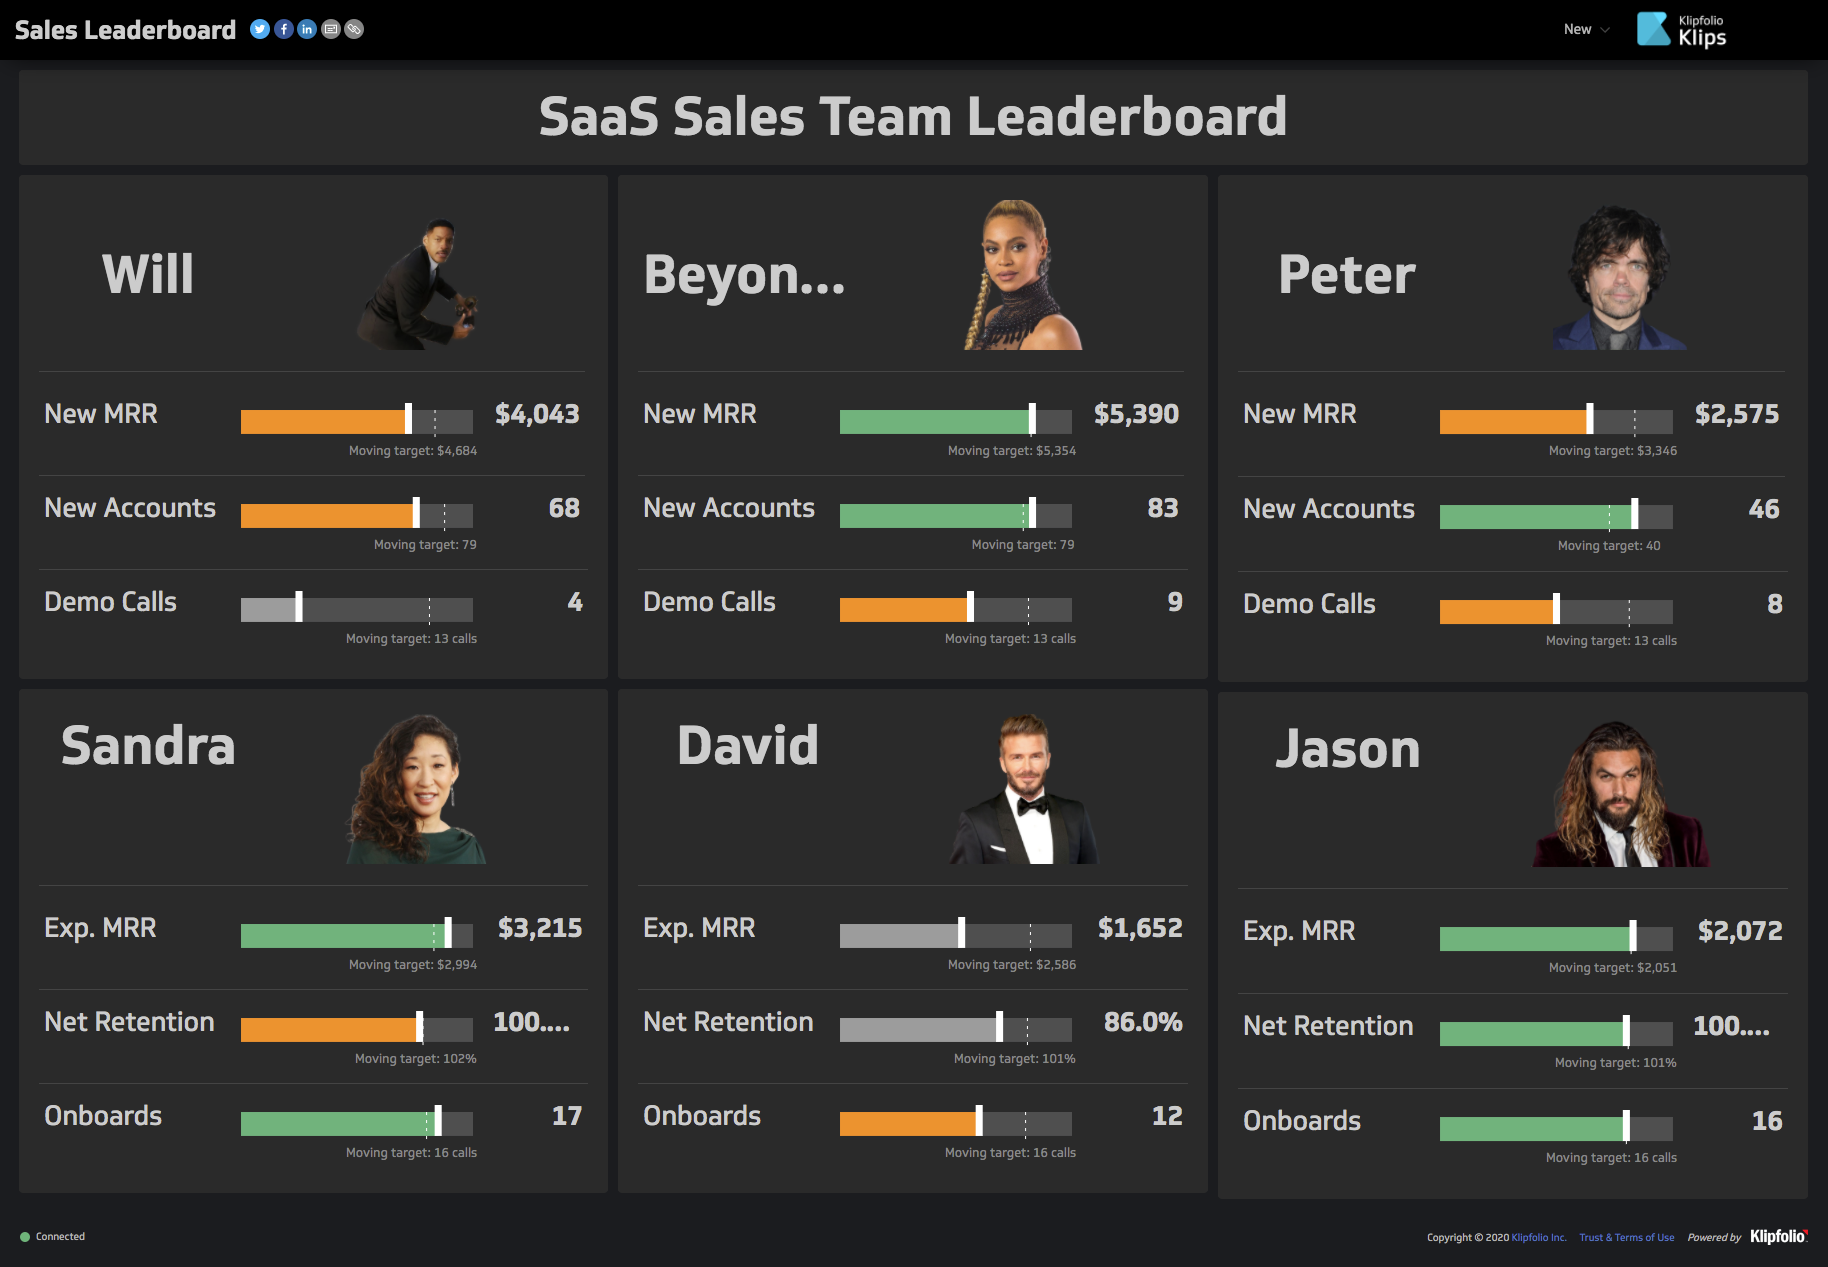 Sales Leaderboard
New
Klipfolio
Klips
SaaS Sales Team Leaderboard
Will
New MRR $4,043
Moving target: $4,684
New Accounts 68
Moving target: 79
Demo Calls 4
Moving target: 13 calls
Beyon...
New MRR $5,390
Moving target: $5,354
New Accounts 83
Moving target: 79
Demo Calls 9
Moving target: 13 calls
Peter
New MRR $2,575
Moving target: $3,346
New Accounts 46
Moving target: 40
Demo Calls 8
Moving target: 13 calls
Sandra
Exp. MRR $3,215
Moving target: $2,994
Net Retention 100....
Moving target: 102%
Onboards 17
Moving target: 16 calls
David
Exp. MRR $1,652
Moving target: $2,586
Net Retention 86.0%
Moving target: 101%
Onboards 12
Moving target: 16 calls
Jason
Exp. MRR $2,072
Moving target: $2,051
Net Retention 100....
Moving target: 101%
Onboards 16
Moving target: 16 calls
Connected
Copyright © 2020 Klipfolio Inc. Trust & Terms of Use Powered by Klipfolio